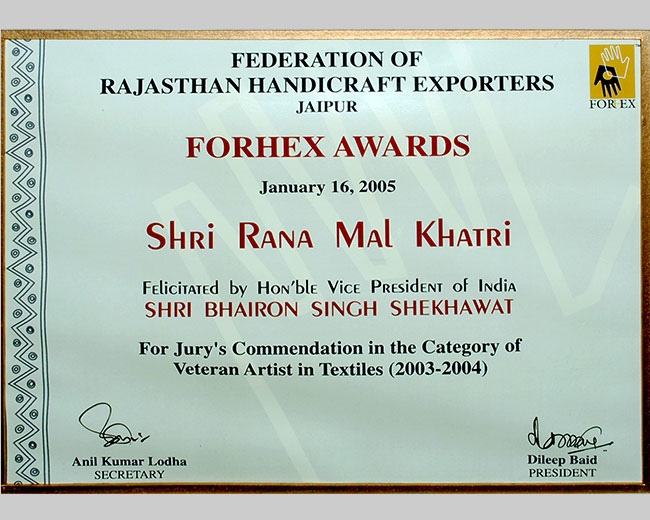 FEDERATION OF
RAJASTHAN HANDICRAFT EXPORTERS
JAIPUR
FOR EX
FORHEX AWARDS
January 16, 2005
Shri Rana Mal Khatri
Felicitated by Hon'ble Vice President of India
SHRI BHAIRON SINGH SHEKHAWAT
For Jury's Commendation in the Category of
Veteran Artist in Textiles (2003-2004)
Anil Kumar Lodha
SECRETARY
Dileep Baid
PRESIDENT